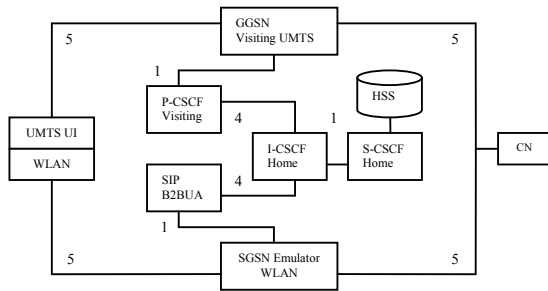 GGSN
Visiting UMTS
5
5
1
P-CSCF
Visiting
HSS
4
1
UMTS UI
WLAN
I-CSCF
Home
S-CSCF
Home
CN
SIP
B2BUA
4
1
SGSN Emulator
WLAN
5
5